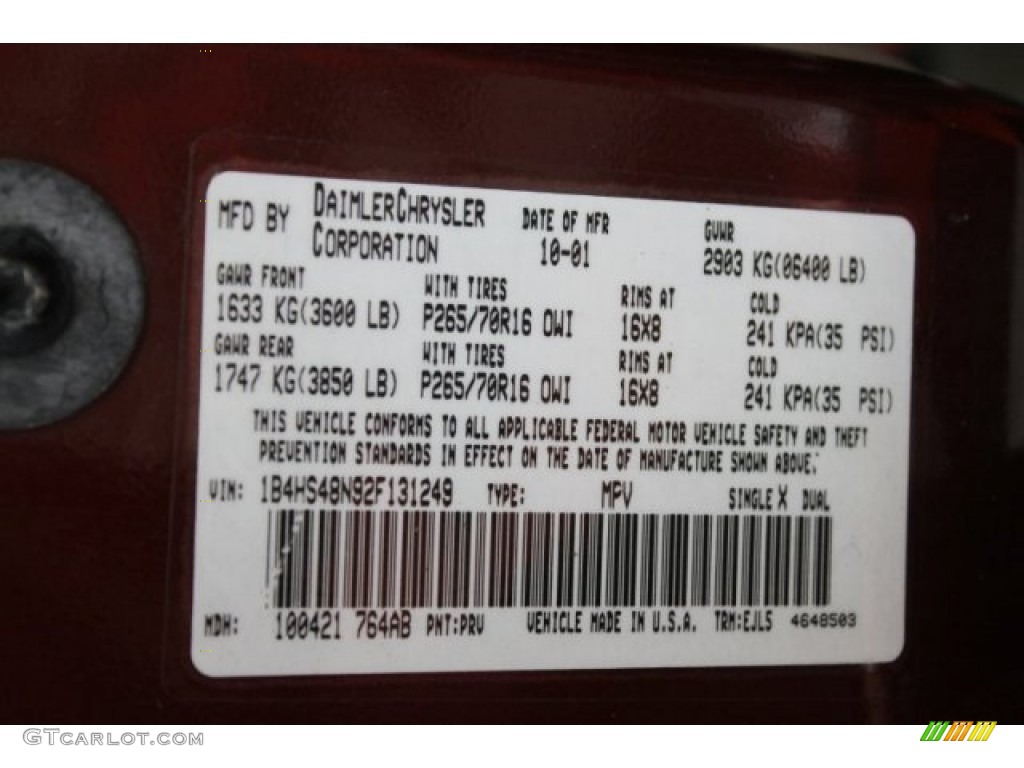 MFD BY DAIMLERCHRYSLER CORPORATION DATE OF MFR 10-01 GVWR 2903 KG(06400 LB)
GAWR FRONT WITH TIRES RIMS AT COLD
1633 KG(3600 LB) P265/70R16 OWI 16X8 241 KPA(35 PSI)
GAWR REAR WITH TIRES RIMS AT COLD
1747 KG(3850 LB) P265/70R16 OWI 16X8 241 KPA(35 PSI)
THIS VEHICLE CONFORMS TO ALL APPLICABLE FEDERAL MOTOR VEHICLE SAFETY AND THEFT
PREVENTION STANDARDS IN EFFECT ON THE DATE OF MANUFACTURE SHOWN ABOVE.
VIN: 1B4HS48N92F131249 TYPE: MPV SINGLE X DUAL
MDH: 100421 764AB PNT:PRV VEHICLE MADE IN U.S.A. TRM:EJL5 4648503
GTCARLOT.COM